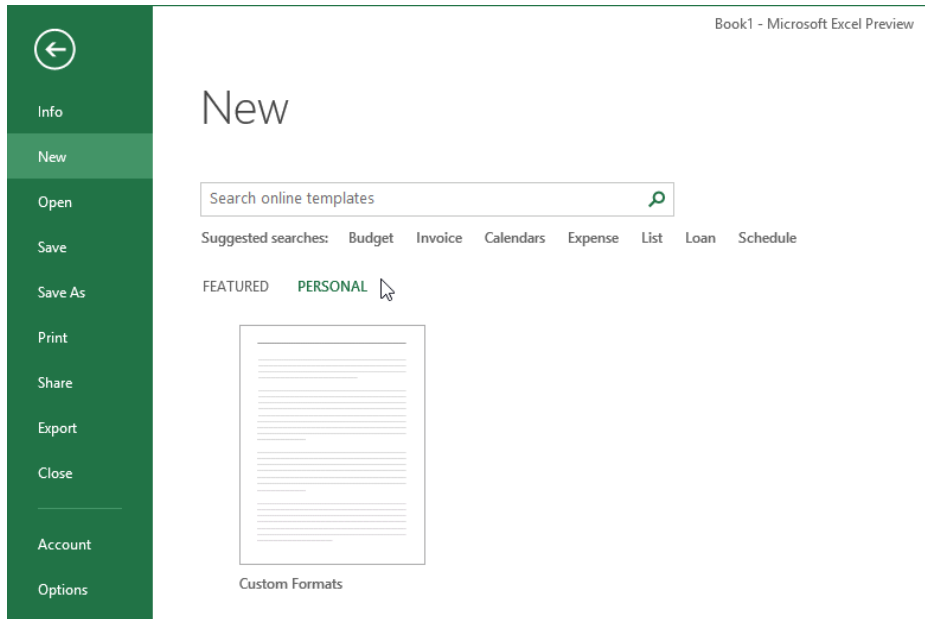 Book1 - Microsoft Excel Preview
Info
New
Open
Save
Save As
Print
Share
Export
Close
Account
Options
New
Search online templates
Suggested searches: Budget Invoice Calendars Expense List Loan Schedule
FEATURED PERSONAL
Custom Formats